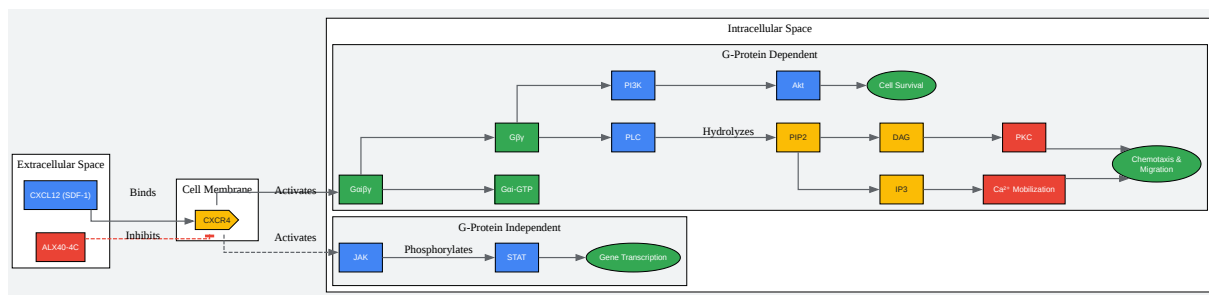 Intracellular Space
G-Protein Dependent
PI3K
Akt
Cell Survival
Gβγ
PLC
Hydrolyzes
PIP2
DAG
PKC
Chemotaxis &
Migration
Extracellular Space
CXCL12 (SDF-1)
Binds
Cell Membrane
Activates
Gαiβγ
Gαi-GTP
IP3
Ca²⁺ Mobilization
CXCR4
ALX40-4C
Inhibits
Activates
G-Protein Independent
JAK
Phosphorylates
STAT
Gene Transcription